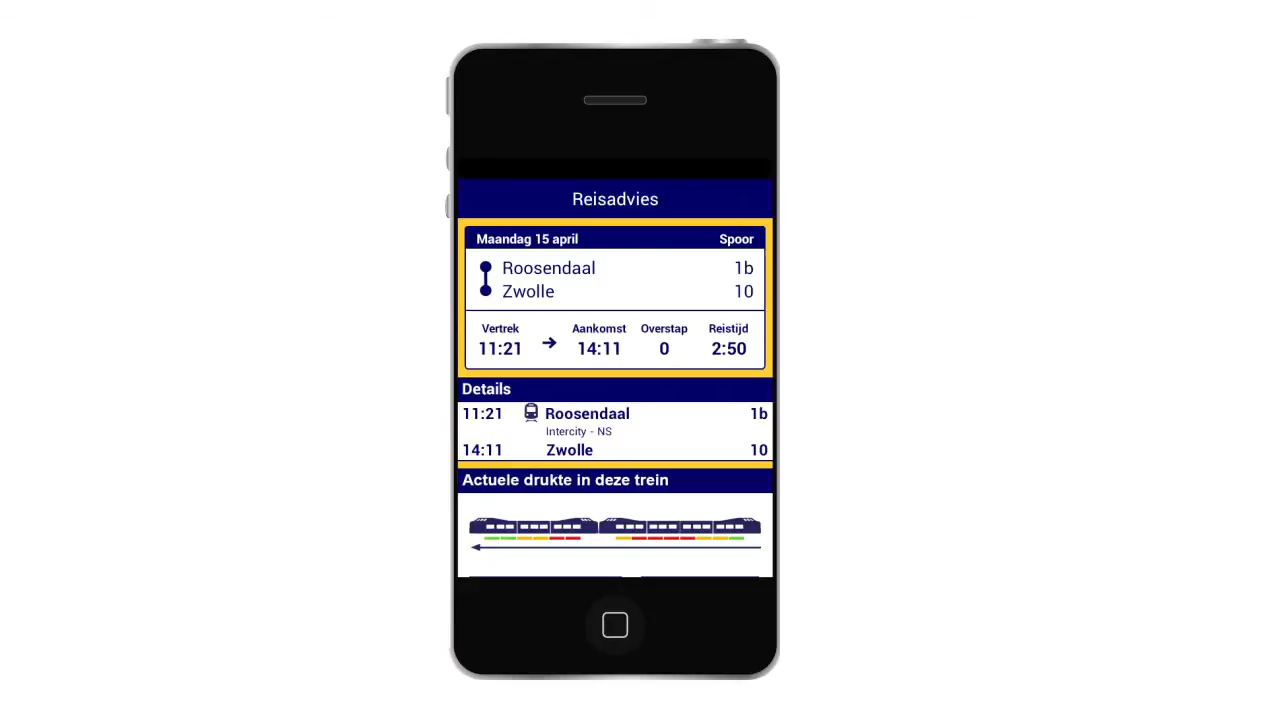 Reisadvies
Maandag 15 april Spoor
Roosendaal 1b
Zwolle 10
Vertrek Aankomst Overstap Reistijd
11:21 → 14:11 0 2:50
Details
11:21 Roosendaal 1b
Intercity - NS
14:11 Zwolle 10
Actuele drukte in deze trein